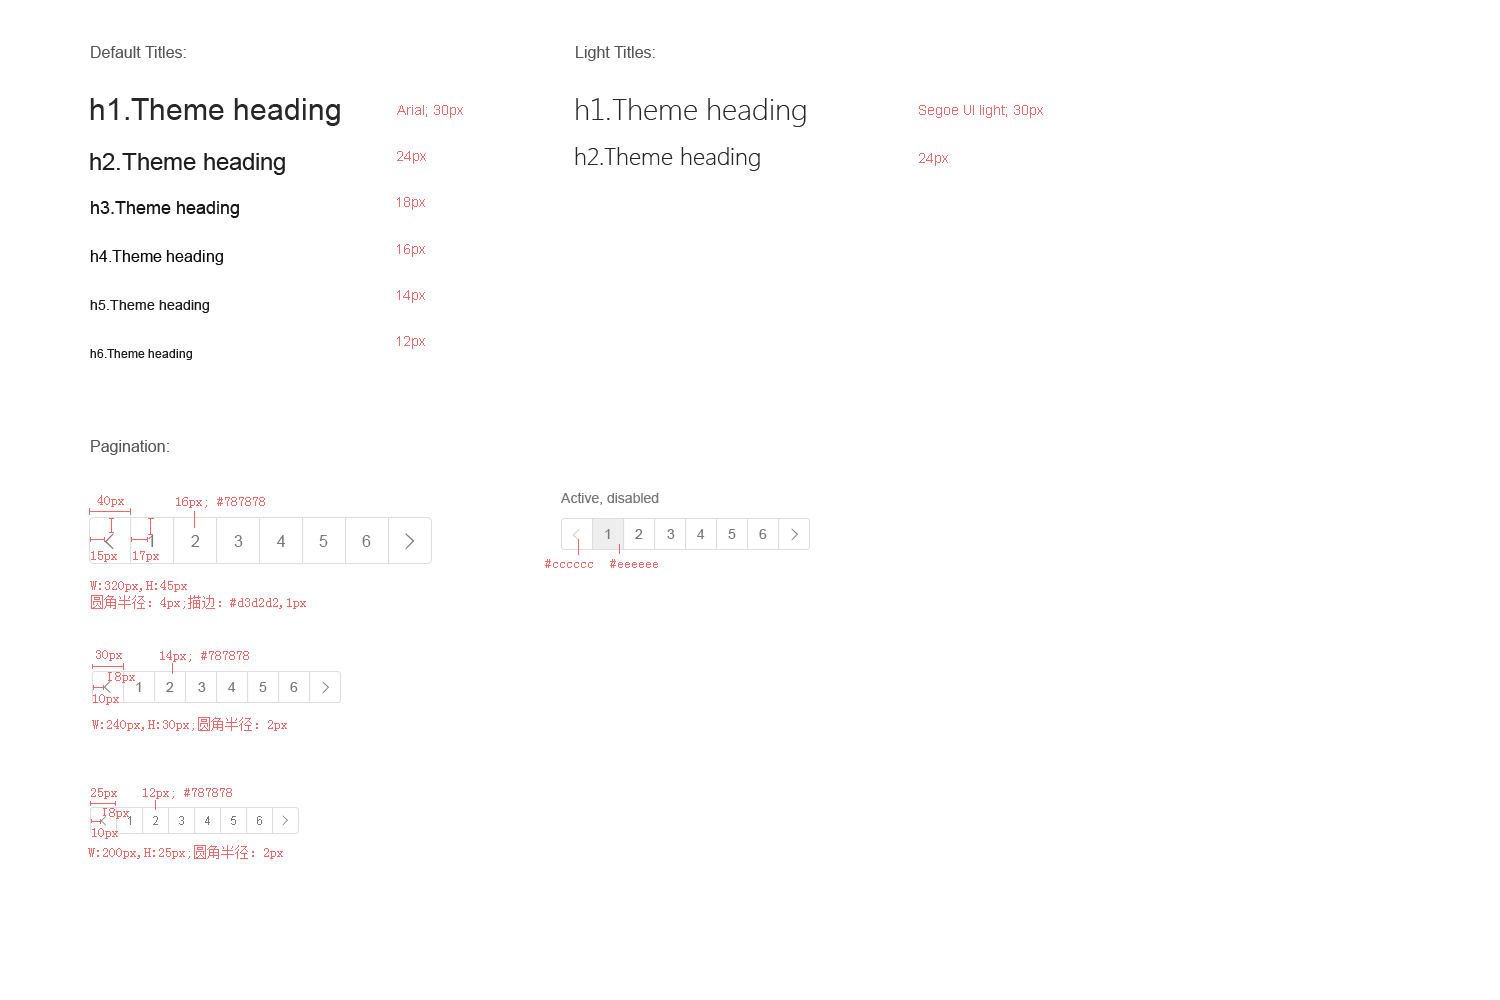 Default Titles:
h1.Theme heading
Arial; 30px
h2.Theme heading
24px
h3.Theme heading
18px
h4.Theme heading
16px
h5.Theme heading
14px
h6.Theme heading
12px
Light Titles:
h1.Theme heading
Segoe UI light; 30px
h2.Theme heading
24px
Pagination:
40px
16px; #787878
1 2 3 4 5 6
15px 17px
W:320px,H:45px
圆角半径: 4px;描边: #d3d2d2,1px
Active, disabled
1 2 3 4 5 6
#cccccc #eeeeee
30px 14px; #787878
8px
1 2 3 4 5 6
10px
W:240px,H:30px;圆角半径: 2px
25px 12px; #787878
8px
1 2 3 4 5 6
10px
W:200px,H:25px;圆角半径: 2px